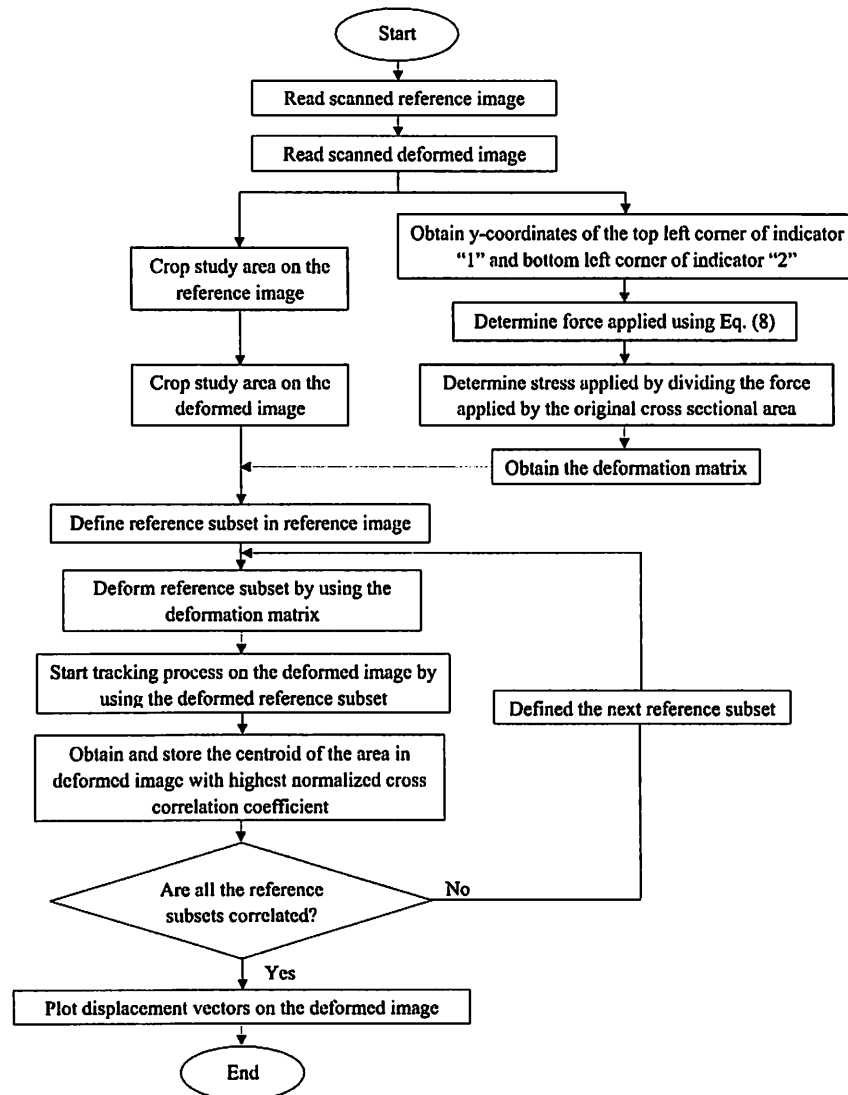 Start
Read scanned reference image
Read scanned deformed image
Crop study area on the
reference image
Crop study area on the
deformed image
Obtain y-coordinates of the top left corner of indicator
“1” and bottom left corner of indicator “2”
Determine force applied using Eq. (8)
Determine stress applied by dividing the force
applied by the original cross sectional area
Obtain the deformation matrix
Define reference subset in reference image
Deform reference subset by using the
deformation matrix
Start tracking process on the deformed image by
using the deformed reference subset
Defined the next reference subset
Obtain and store the centroid of the area in
deformed image with highest normalized cross
correlation coefficient
Are all the reference
subsets correlated?
No
Yes
Plot displacement vectors on the deformed image
End